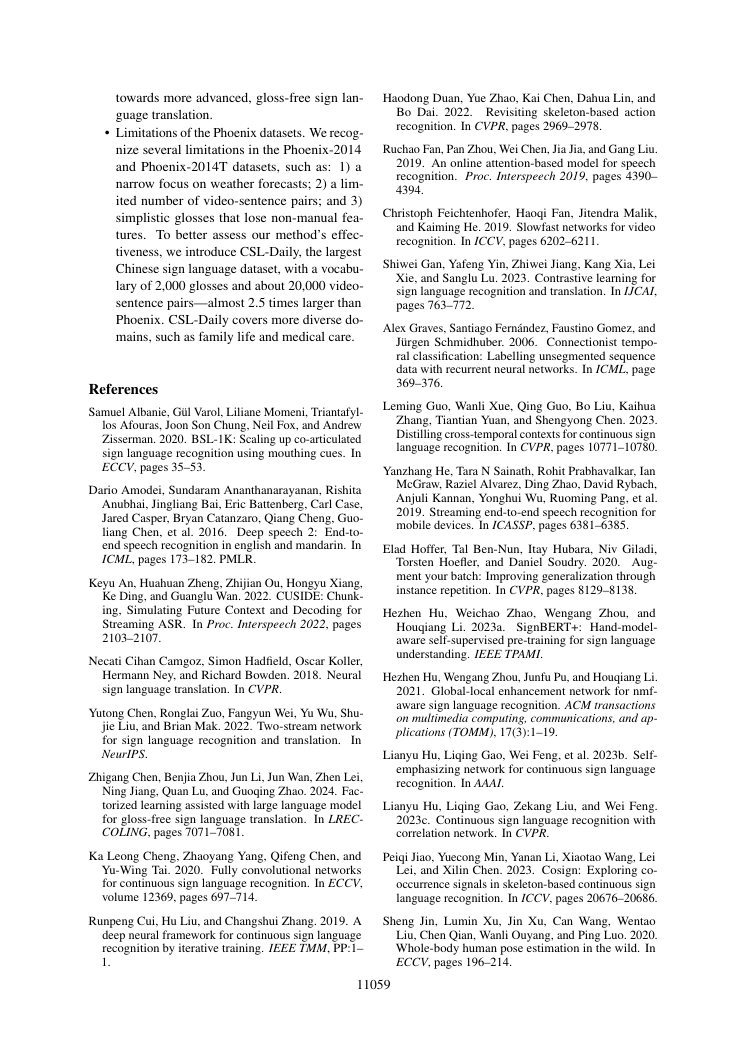 towards more advanced, gloss-free sign lan-
guage translation.
• Limitations of the Phoenix datasets. We recog-
nize several limitations in the Phoenix-2014
and Phoenix-2014T datasets, such as: 1) a
narrow focus on weather forecasts; 2) a lim-
ited number of video-sentence pairs; and 3)
simplistic glosses that lose non-manual fea-
tures. To better assess our method's effec-
tiveness, we introduce CSL-Daily, the largest
Chinese sign language dataset, with a vocabu-
lary of 2,000 glosses and about 20,000 video-
sentence pairs—almost 2.5 times larger than
Phoenix. CSL-Daily covers more diverse do-
mains, such as family life and medical care.
References
Samuel Albanie, Gül Varol, Liliane Momeni, Triantafyl-
los Afouras, Joon Son Chung, Neil Fox, and Andrew
Zisserman. 2020. BSL-1K: Scaling up co-articulated
sign language recognition using mouthing cues. In
ECCV, pages 35–53.
Dario Amodei, Sundaram Ananthanarayanan, Rishita
Anubhai, Jingliang Bai, Eric Battenberg, Carl Case,
Jared Casper, Bryan Catanzaro, Qiang Cheng, Guo-
liang Chen, et al. 2016. Deep speech 2: End-to-
end speech recognition in english and mandarin. In
ICML, pages 173–182. PMLR.
Keyu An, Huahuan Zheng, Zhijian Ou, Hongyu Xiang,
Ke Ding, and Guanglu Wan. 2022. CUSIDE: Chunk-
ing, Simulating Future Context and Decoding for
Streaming ASR. In Proc. Interspeech 2022, pages
2103–2107.
Necati Cihan Camgoz, Simon Hadfield, Oscar Koller,
Hermann Ney, and Richard Bowden. 2018. Neural
sign language translation. In CVPR.
Yutong Chen, Ronglai Zuo, Fangyun Wei, Yu Wu, Shu-
jie Liu, and Brian Mak. 2022. Two-stream network
for sign language recognition and translation. In
NeurIPS.
Zhigang Chen, Benjia Zhou, Jun Li, Jun Wan, Zhen Lei,
Ning Jiang, Quan Lu, and Guoqing Zhao. 2024. Fac-
torized learning assisted with large language model
for gloss-free sign language translation. In LREC-
COLING, pages 7071–7081.
Ka Leong Cheng, Zhaoyang Yang, Qifeng Chen, and
Yu-Wing Tai. 2020. Fully convolutional networks
for continuous sign language recognition. In ECCV,
volume 12369, pages 697–714.
Runpeng Cui, Hu Liu, and Changshui Zhang. 2019. A
deep neural framework for continuous sign language
recognition by iterative training. IEEE TMM, PP:1–
1.
Haodong Duan, Yue Zhao, Kai Chen, Dahua Lin, and
Bo Dai. 2022. Revisiting skeleton-based action
recognition. In CVPR, pages 2969–2978.
Ruchao Fan, Pan Zhou, Wei Chen, Jia Jia, and Gang Liu.
2019. An online attention-based model for speech
recognition. Proc. Interspeech 2019, pages 4390–
4394.
Christoph Feichtenhofer, Haoqi Fan, Jitendra Malik,
and Kaiming He. 2019. Slowfast networks for video
recognition. In ICCV, pages 6202–6211.
Shiwei Gan, Yafeng Yin, Zhiwei Jiang, Kang Xia, Lei
Xie, and Sanglu Lu. 2023. Contrastive learning for
sign language recognition and translation. In IJCAI,
pages 763–772.
Alex Graves, Santiago Fernández, Faustino Gomez, and
Jürgen Schmidhuber. 2006. Connectionist tempo-
ral classification: Labelling unsegmented sequence
data with recurrent neural networks. In ICML, page
369–376.
Leming Guo, Wanli Xue, Qing Guo, Bo Liu, Kaihua
Zhang, Tiantian Yuan, and Shengyong Chen. 2023.
Distilling cross-temporal contexts for continuous sign
language recognition. In CVPR, pages 10771–10780.
Yanzhang He, Tara N Sainath, Rohit Prabhavalkar, Ian
McGraw, Raziel Alvarez, Ding Zhao, David Rybach,
Anjuli Kannan, Yonghui Wu, Ruoming Pang, et al.
2019. Streaming end-to-end speech recognition for
mobile devices. In ICASSP, pages 6381–6385.
Elad Hoffer, Tal Ben-Nun, Itay Hubara, Niv Giladi,
Torsten Hoefler, and Daniel Soudry. 2020. Aug-
ment your batch: Improving generalization through
instance repetition. In CVPR, pages 8129–8138.
Hezhen Hu, Weichao Zhao, Wengang Zhou, and
Houqiang Li. 2023a. SignBERT+: Hand-model-
aware self-supervised pre-training for sign language
understanding. IEEE TPAMI.
Hezhen Hu, Wengang Zhou, Junfu Pu, and Houqiang Li.
2021. Global-local enhancement network for nmf-
aware sign language recognition. ACM transactions
on multimedia computing, communications, and ap-
plications (TOMM), 17(3):1–19.
Lianyu Hu, Liqing Gao, Wei Feng, et al. 2023b. Self-
emphasizing network for continuous sign language
recognition. In AAAI.
Lianyu Hu, Liqing Gao, Zekang Liu, and Wei Feng.
2023c. Continuous sign language recognition with
correlation network. In CVPR.
Peiqi Jiao, Yuecong Min, Yanan Li, Xiaotao Wang, Lei
Lei, and Xilin Chen. 2023. Cosign: Exploring co-
occurrence signals in skeleton-based continuous sign
language recognition. In ICCV, pages 20676–20686.
Sheng Jin, Lumin Xu, Jin Xu, Can Wang, Wentao
Liu, Chen Qian, Wanli Ouyang, and Ping Luo. 2020.
Whole-body human pose estimation in the wild. In
ECCV, pages 196–214.
11059